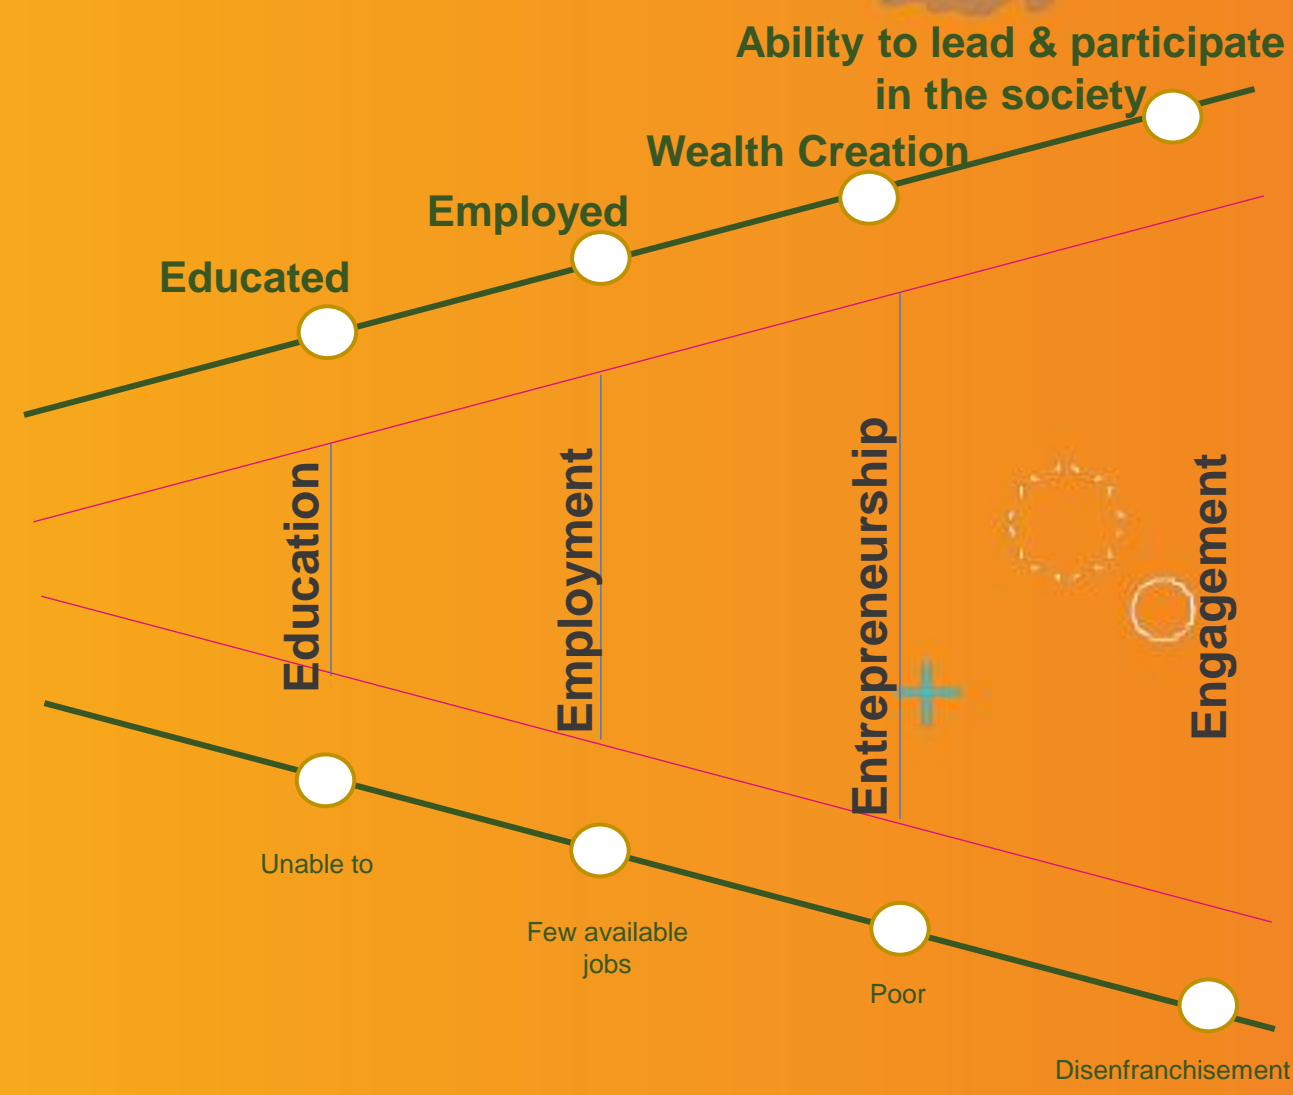 Ability to lead & participate
in the society
Wealth Creation
Employed
Educated
Education
Employment
Entrepreneurship
Engagement
Unable to
Few available
jobs
Poor
Disenfranchisement